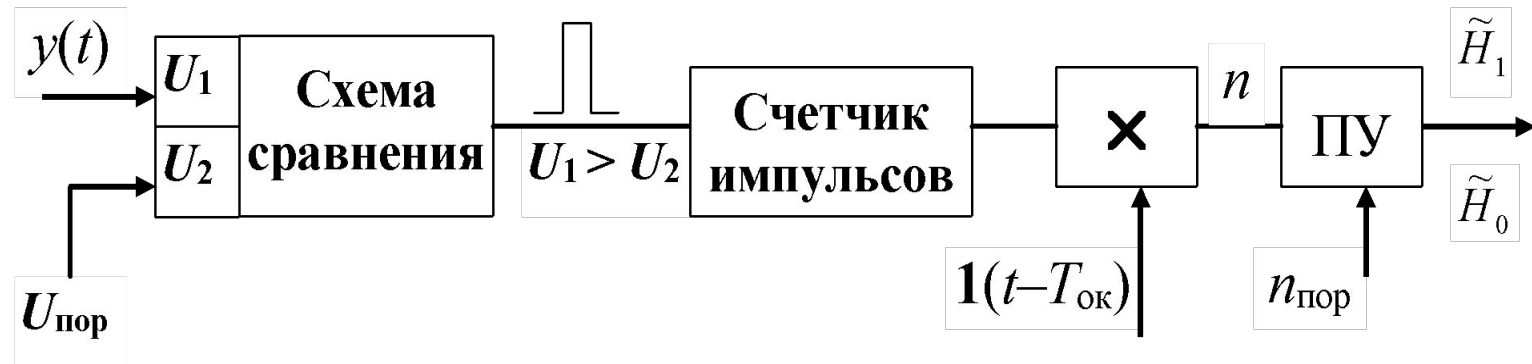 y(t)
U1
U2
Uпор
Схема
сравнения
U1 > U2
Счетчик
импульсов
×
1(t–Tок)
n
ПУ
nпор
H̃1
H̃0